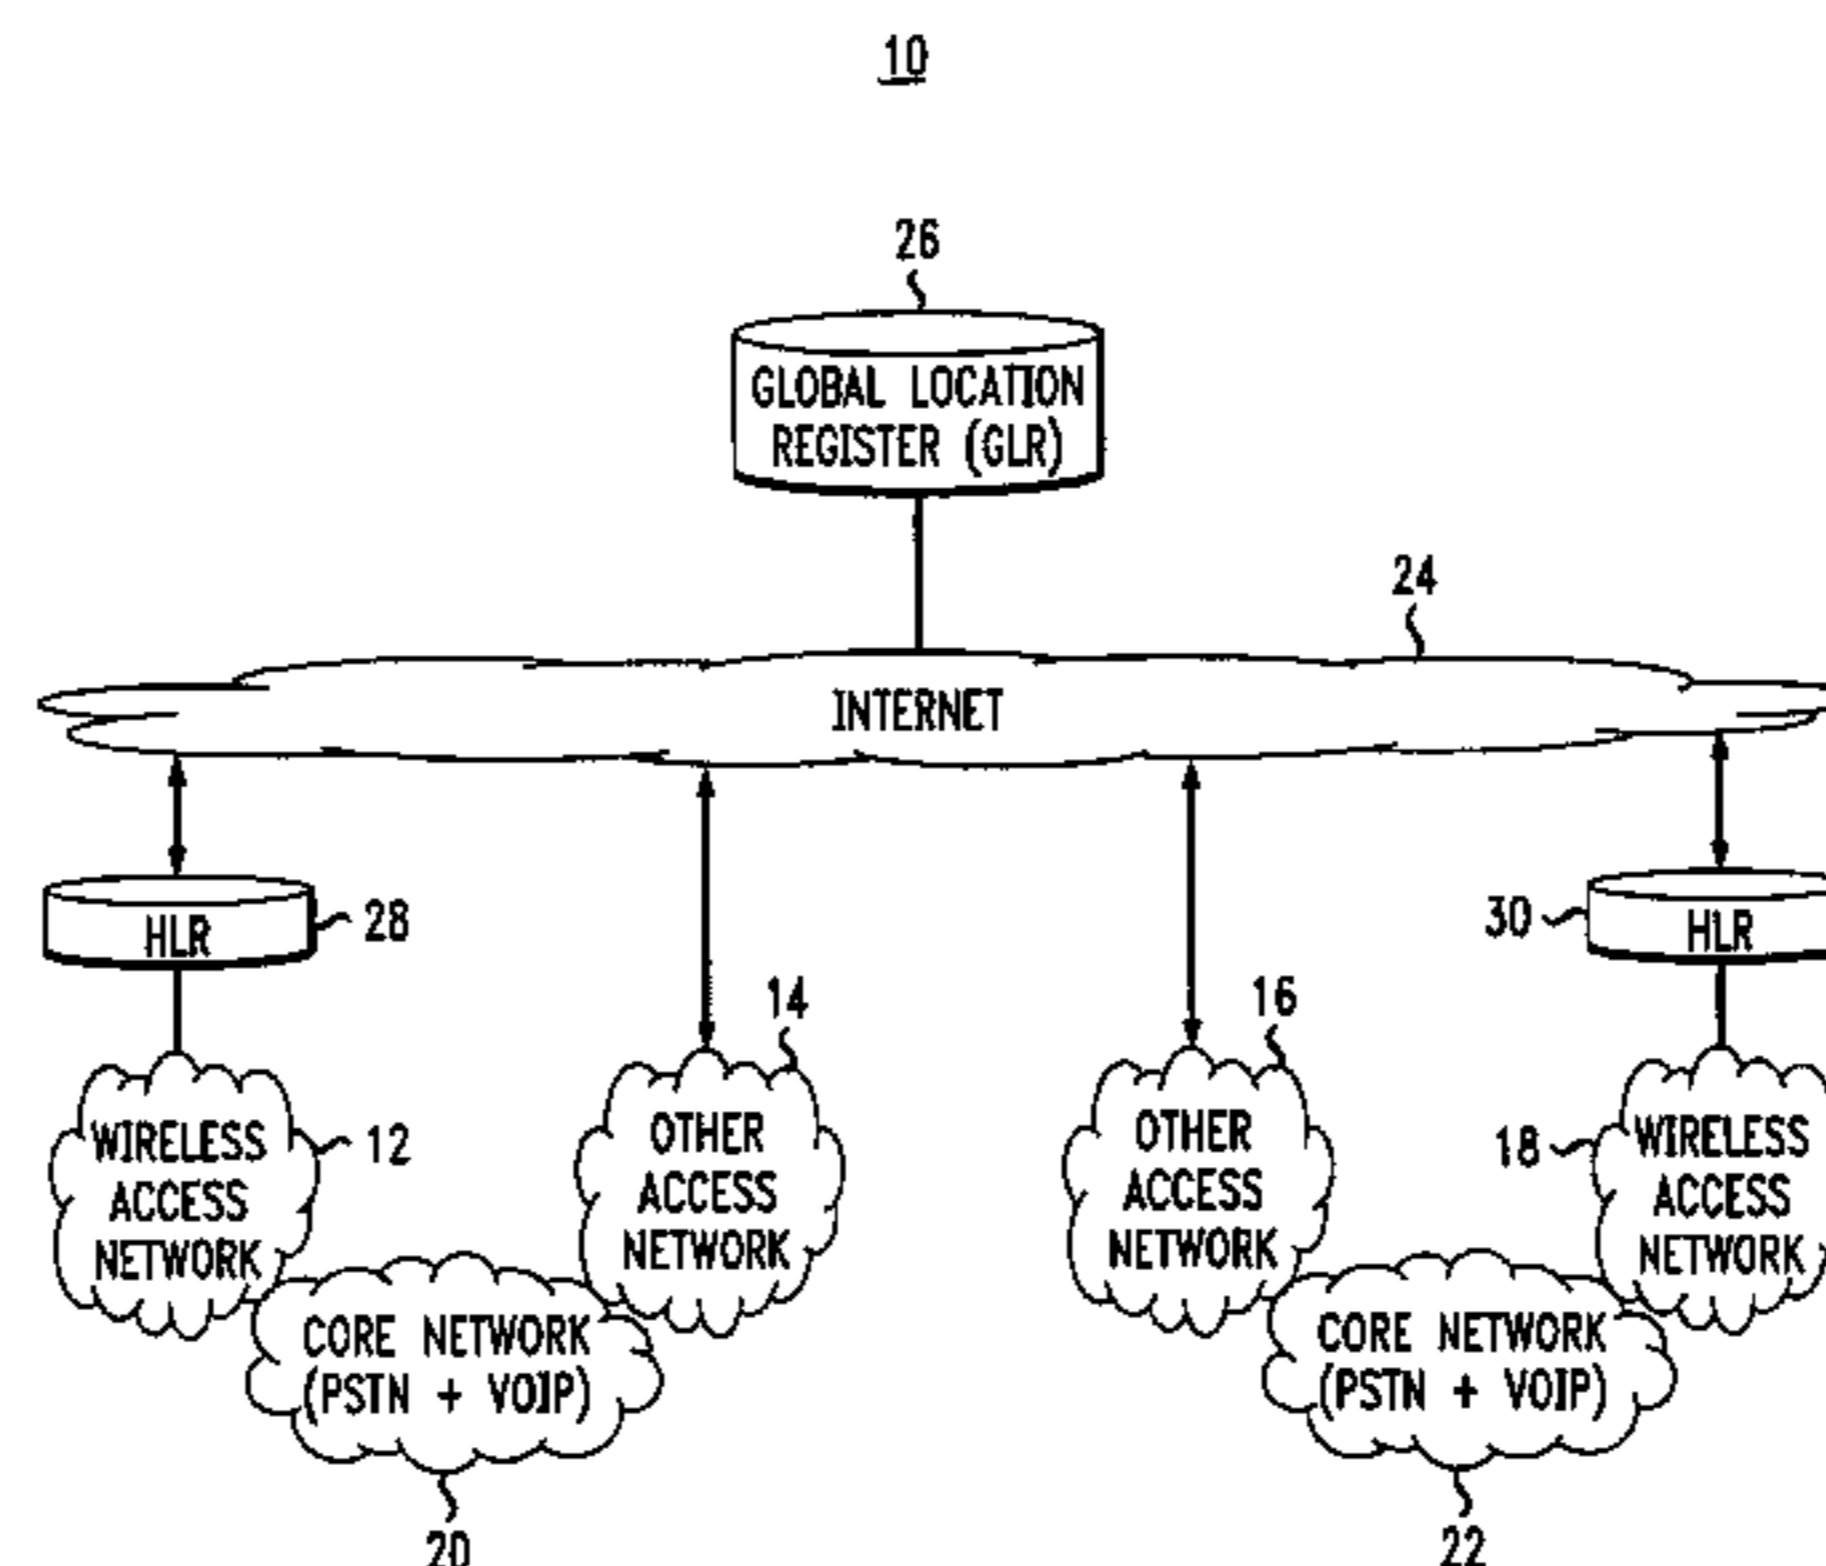 10
26
GLOBAL LOCATION
REGISTER (GLR)
24
INTERNET
HLR
28
30
HLR
14
16
WIRELESS
ACCESS
NETWORK
12
OTHER
ACCESS
NETWORK
OTHER
ACCESS
NETWORK
18
WIRELESS
ACCESS
NETWORK
CORE NETWORK
(PSTN + VOIP)
CORE NETWORK
(PSTN + VOIP)
20
22